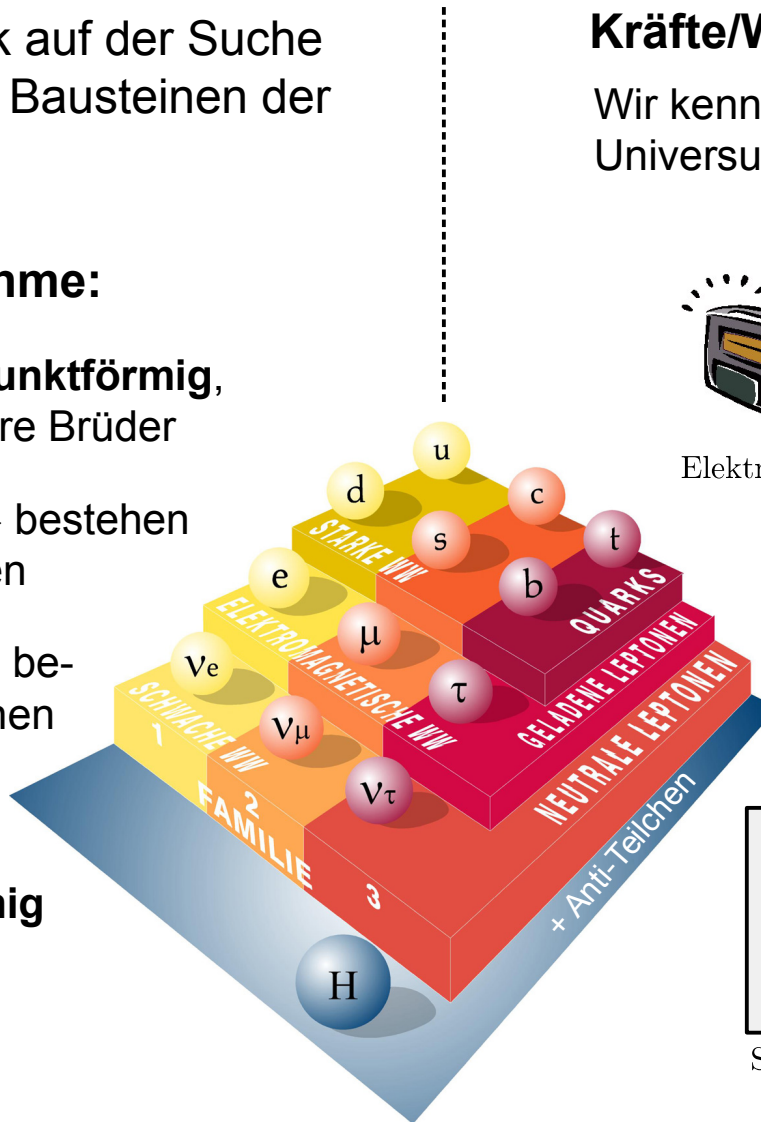 k auf der Suche
Bausteinen der
nme:
unktförmig,
re Brüder
bestehen
en
be-
nen
nig
Kräfte/W
Wir kenn
Universu
Elektr
u
d
c
s
t
b
STARKE WW
QUARKS
e
μ
τ
ELEKTROMAGNETISCHE WW
GELADENE LEPTONEN
νe
νμ
ντ
SCHWACHE WW
NEUTRALE LEPTONEN
1
2
3
FAMILIE
+ Anti-Teilchen
H
S